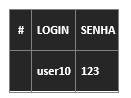 # LOGIN SENHA
user10 123